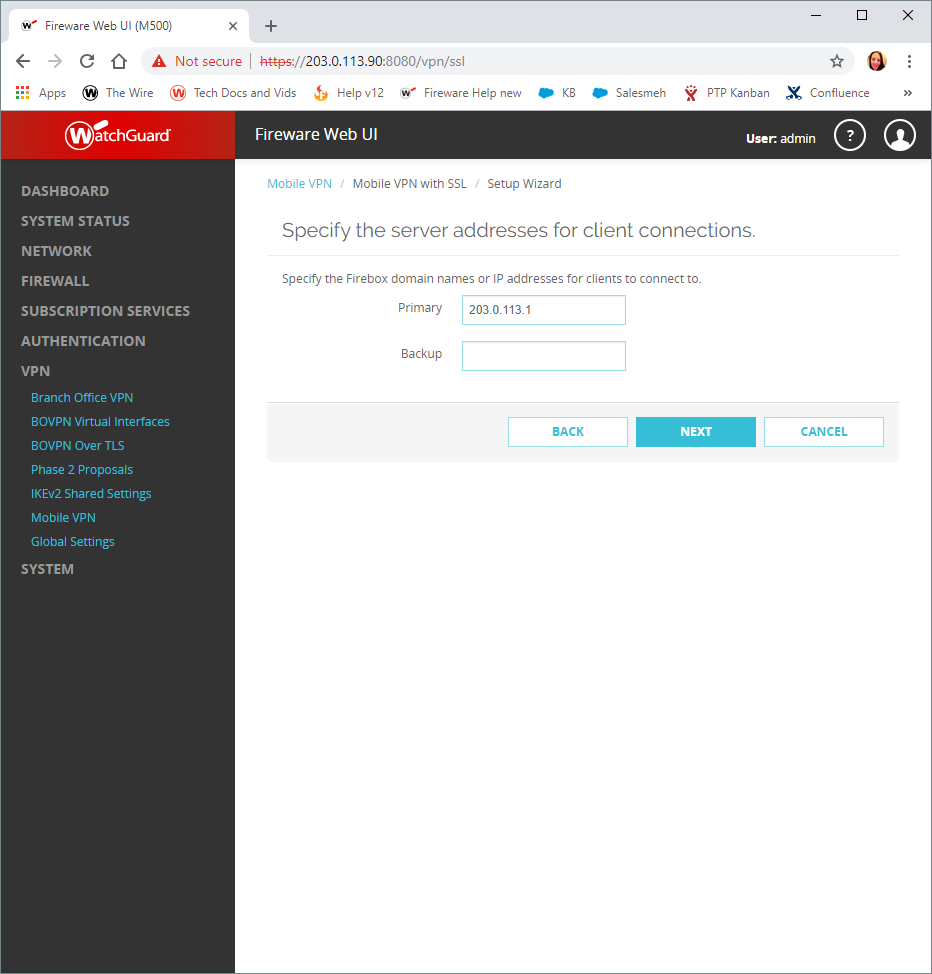 Fireware Web UI (M500)
Not secure https://203.0.113.90:8080/vpn/ssl
Apps The Wire Tech Docs and Vids Help v12 Fireware Help new KB Salesmeh PTP Kanban Confluence »
WatchGuard Fireware Web UI User: admin ?
DASHBOARD
SYSTEM STATUS
NETWORK
FIREWALL
SUBSCRIPTION SERVICES
AUTHENTICATION
VPN
Branch Office VPN
BOVPN Virtual Interfaces
BOVPN Over TLS
Phase 2 Proposals
IKEv2 Shared Settings
Mobile VPN
Global Settings
SYSTEM
Mobile VPN / Mobile VPN with SSL / Setup Wizard
Specify the server addresses for client connections.
Specify the Firebox domain names or IP addresses for clients to connect to.
Primary 203.0.113.1
Backup
BACK NEXT CANCEL